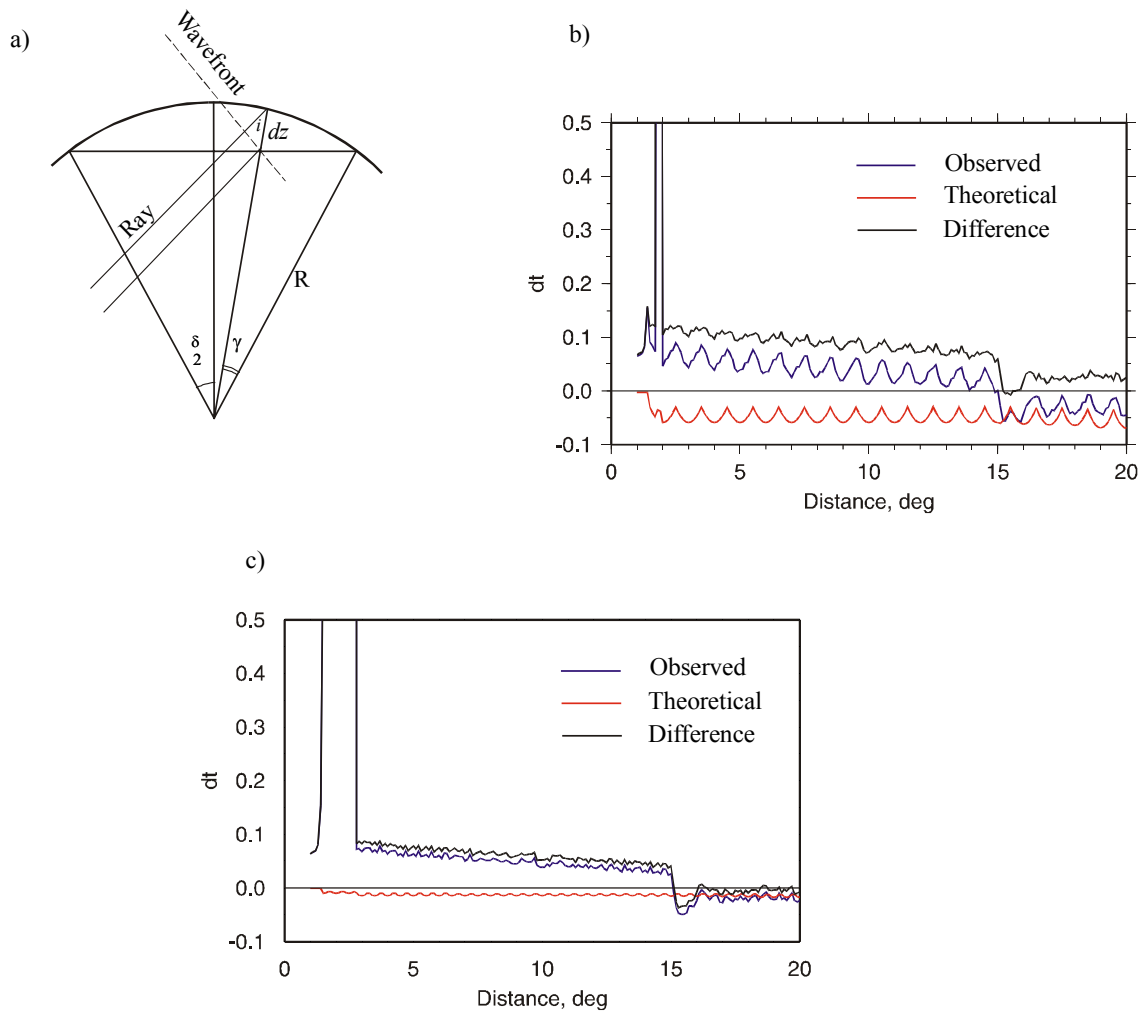 a)
Wavefront
i
dz
Ray
R
δ
2
γ
b)
0.5
0.4
0.3
0.2
0.1
0.0
-0.1
dt
Observed
Theoretical
Difference
0
5
10
15
20
Distance, deg
c)
0.5
0.4
0.3
0.2
0.1
0.0
-0.1
dt
Observed
Theoretical
Difference
0
5
10
15
20
Distance, deg